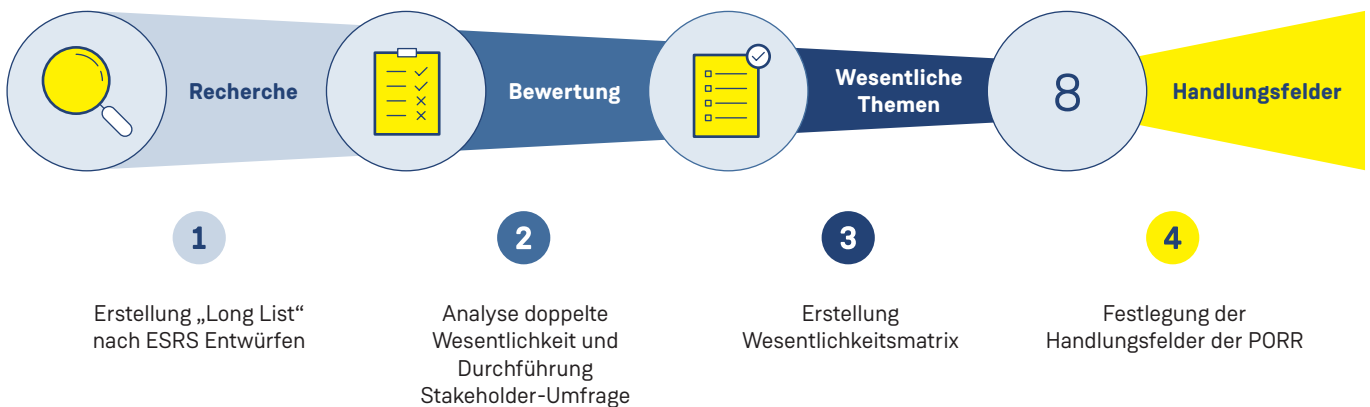 Recherche
Bewertung
Wesentliche
Themen
8
Handlungsfelder
1
Erstellung „Long List“
nach ESRS Entwürfen
2
Analyse doppelte
Wesentlichkeit und
Durchführung
Stakeholder-Umfrage
3
Erstellung
Wesentlichkeitsmatrix
4
Festlegung der
Handlungsfelder der PORR